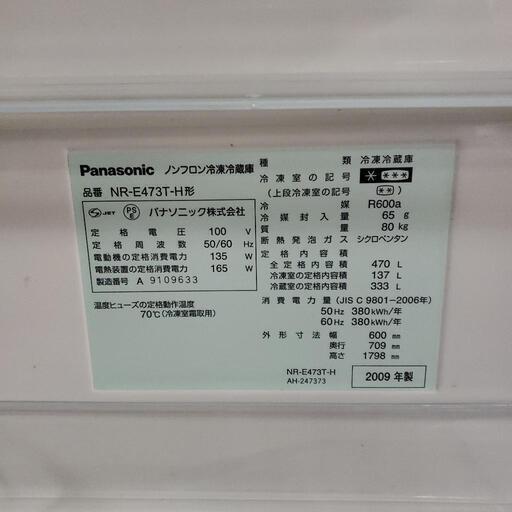 Panasonic ノンフロン冷凍冷蔵庫
品番 NR-E473T-H形
JET PS E パナソニック株式会社
定格電圧 100 V
定格周波数 50/60 Hz
電動機の定格消費電力 135 W
電熱装置の定格消費電力 165 W
製造番号 A 9109633
温度ヒューズの定格動作温度
70℃(冷凍室霜取用)
種類 冷凍冷蔵庫
冷凍室の記号 * ***
(上段冷凍室の記号 **)
冷媒 R600a
冷媒封入量 65 g
質量 80 kg
断熱発泡ガス シクロペンタン
定格内容積
全定格内容積 470 L
冷凍室の定格内容積 137 L
冷蔵室の定格内容積 333 L
消費電力量(JIS C 9801-2006年)
50 Hz 380 kWh/年
60 Hz 380 kWh/年
外形寸法 幅 600 mm
奥行 709 mm
高さ 1798 mm
NR-E473T-H
AH-247373
2009 年製